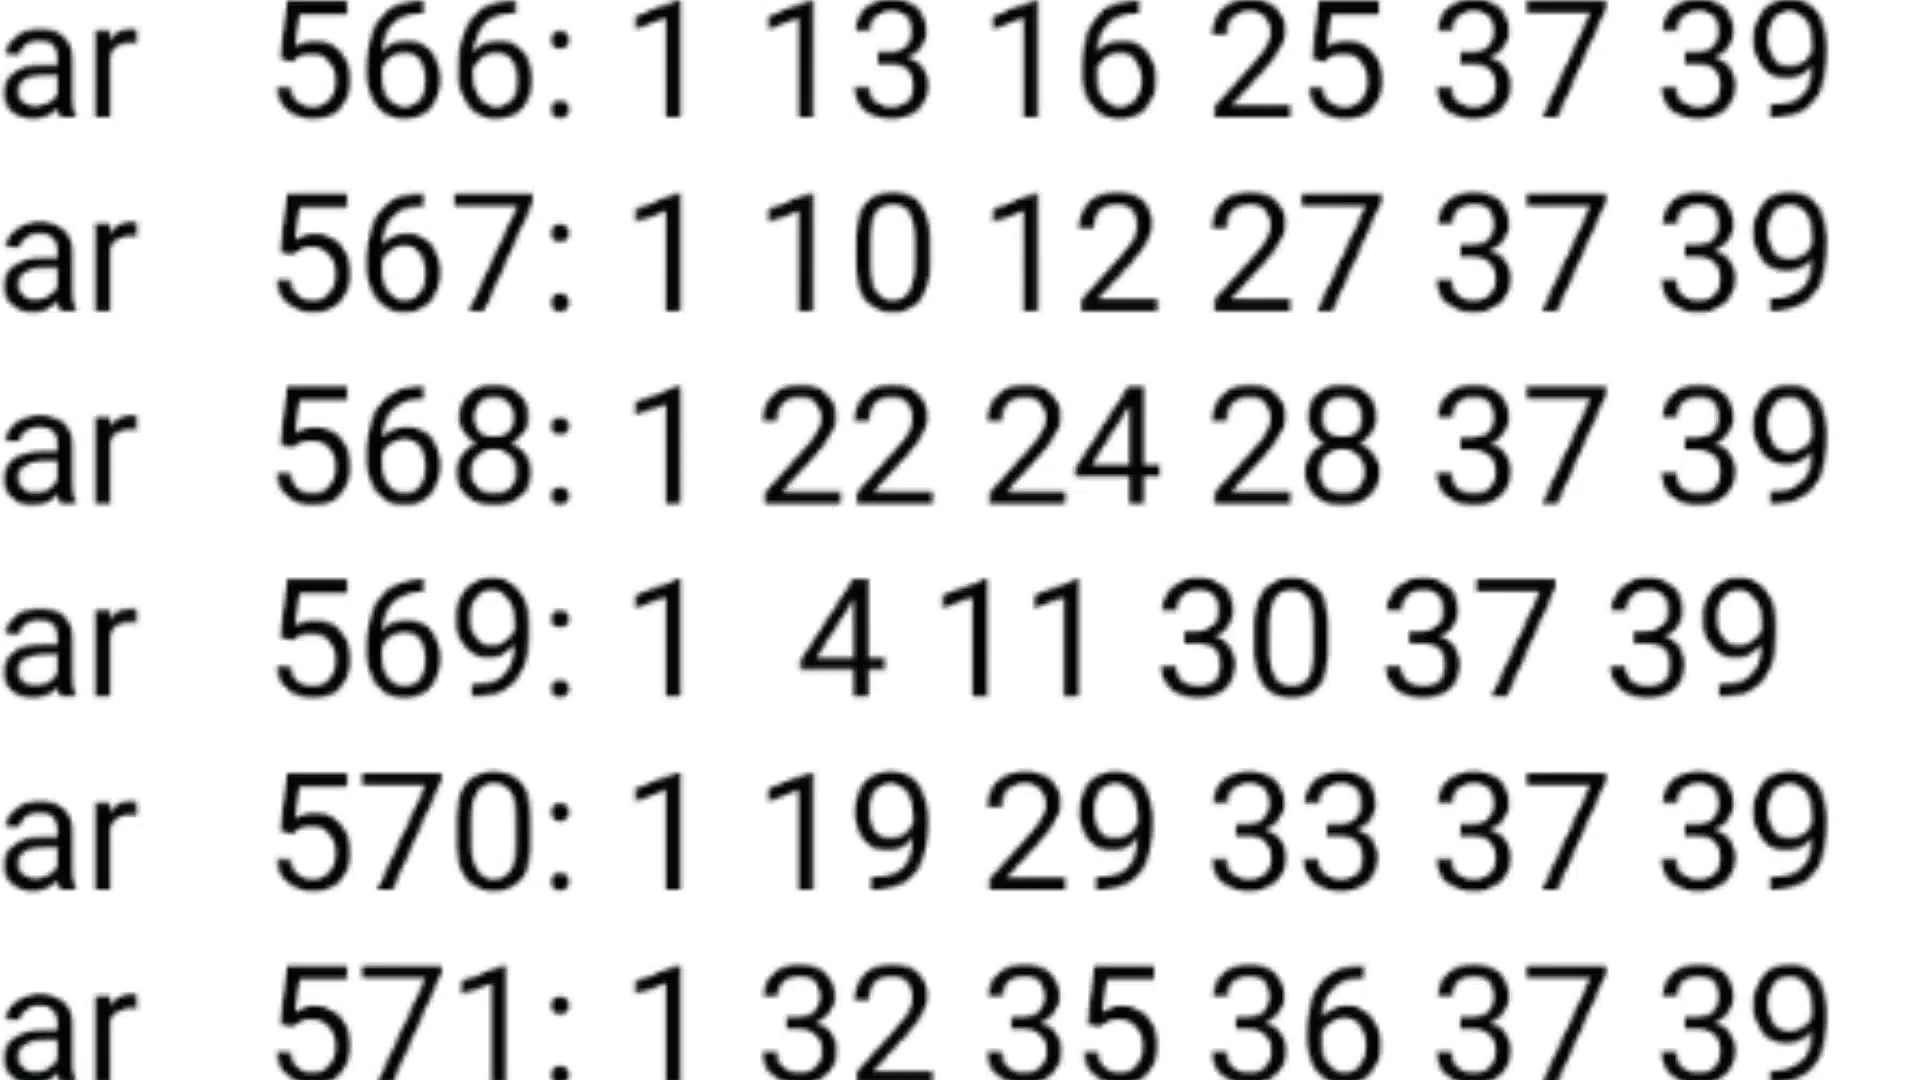 ar 566: 1 13 16 25 37 39
ar 567: 1 10 12 27 37 39
ar 568: 1 22 24 28 37 39
ar 569: 1 4 11 30 37 39
ar 570: 1 19 29 33 37 39
ar 571: 1 32 35 36 37 39